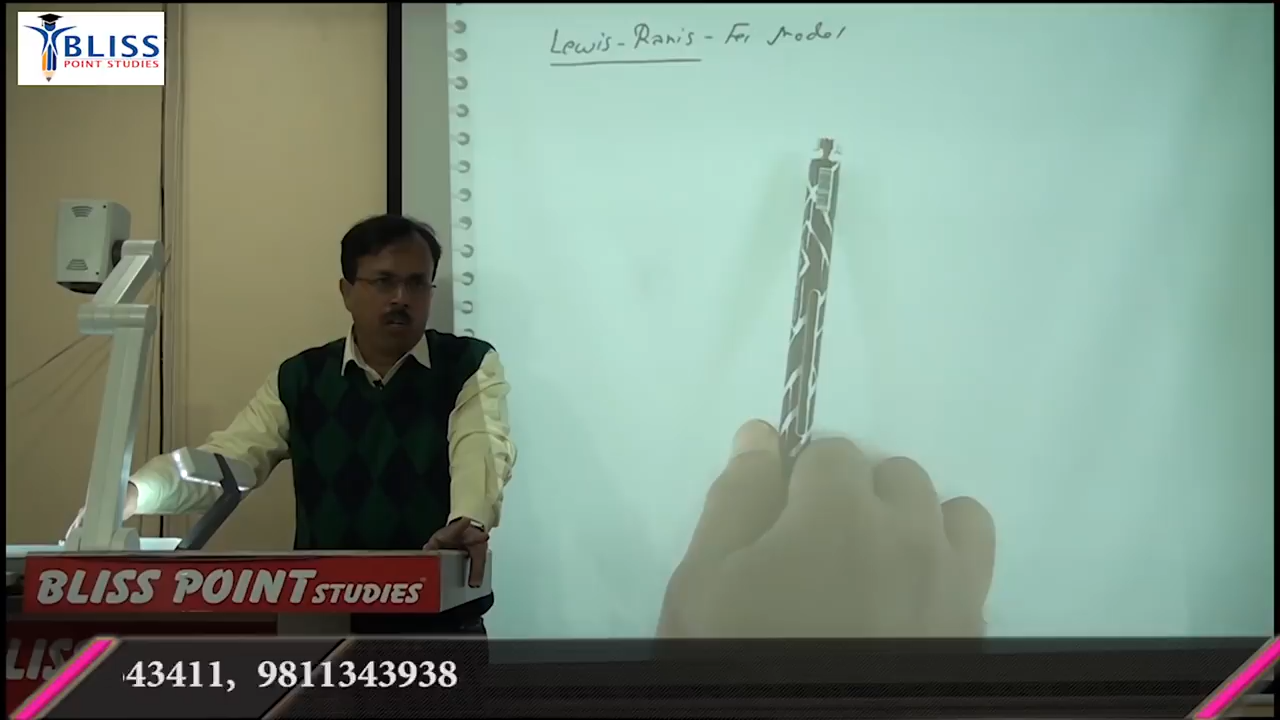 BLISS
POINT STUDIES
Lewis-Ranis-Fei Model
BLISS POINT STUDIES
43411, 9811343938